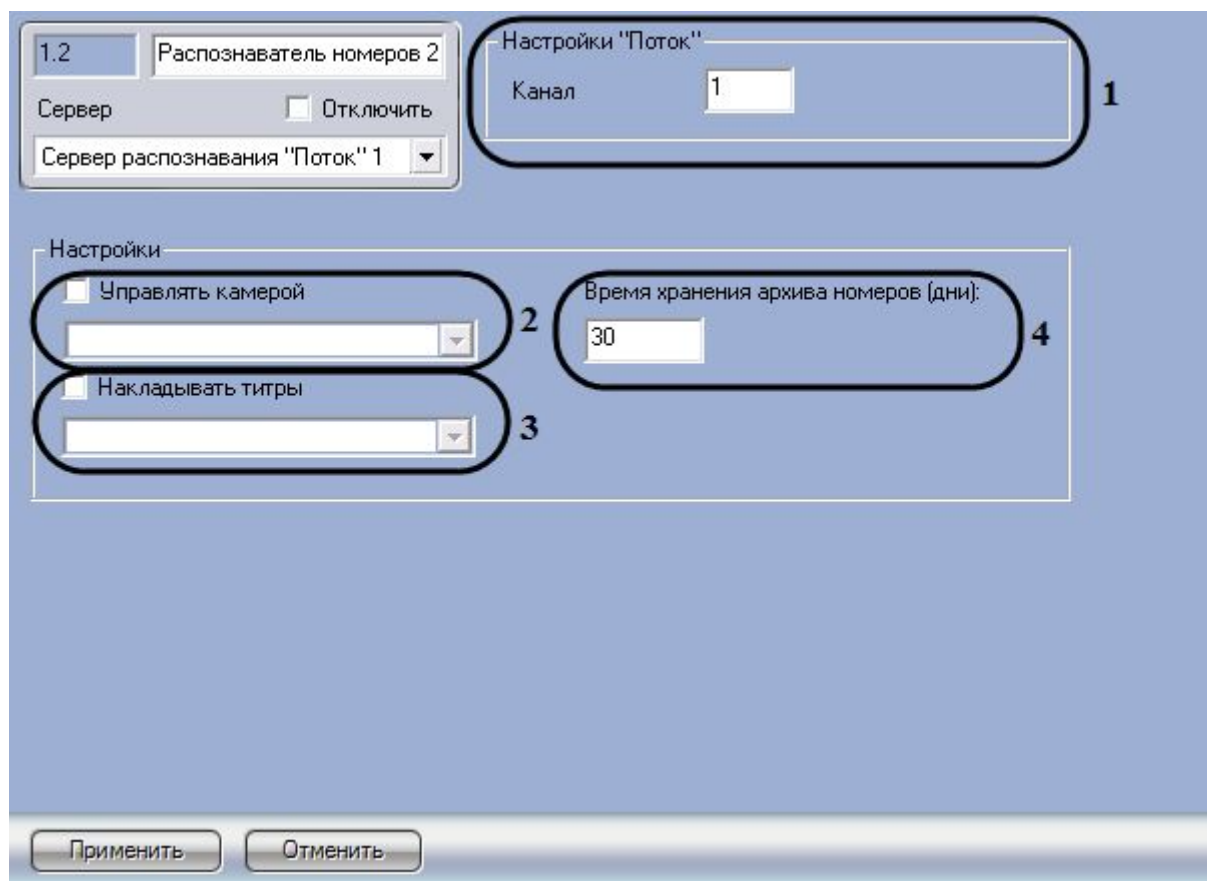 1.2
Распознаватель номеров 2
Сервер
Отключить
Сервер распознавания "Поток" 1
Настройки "Поток"
Канал
1
1
Настройки
Управлять камерой
2
Накладывать титры
3
Время хранения архива номеров (дни):
30
4
Применить
Отменить